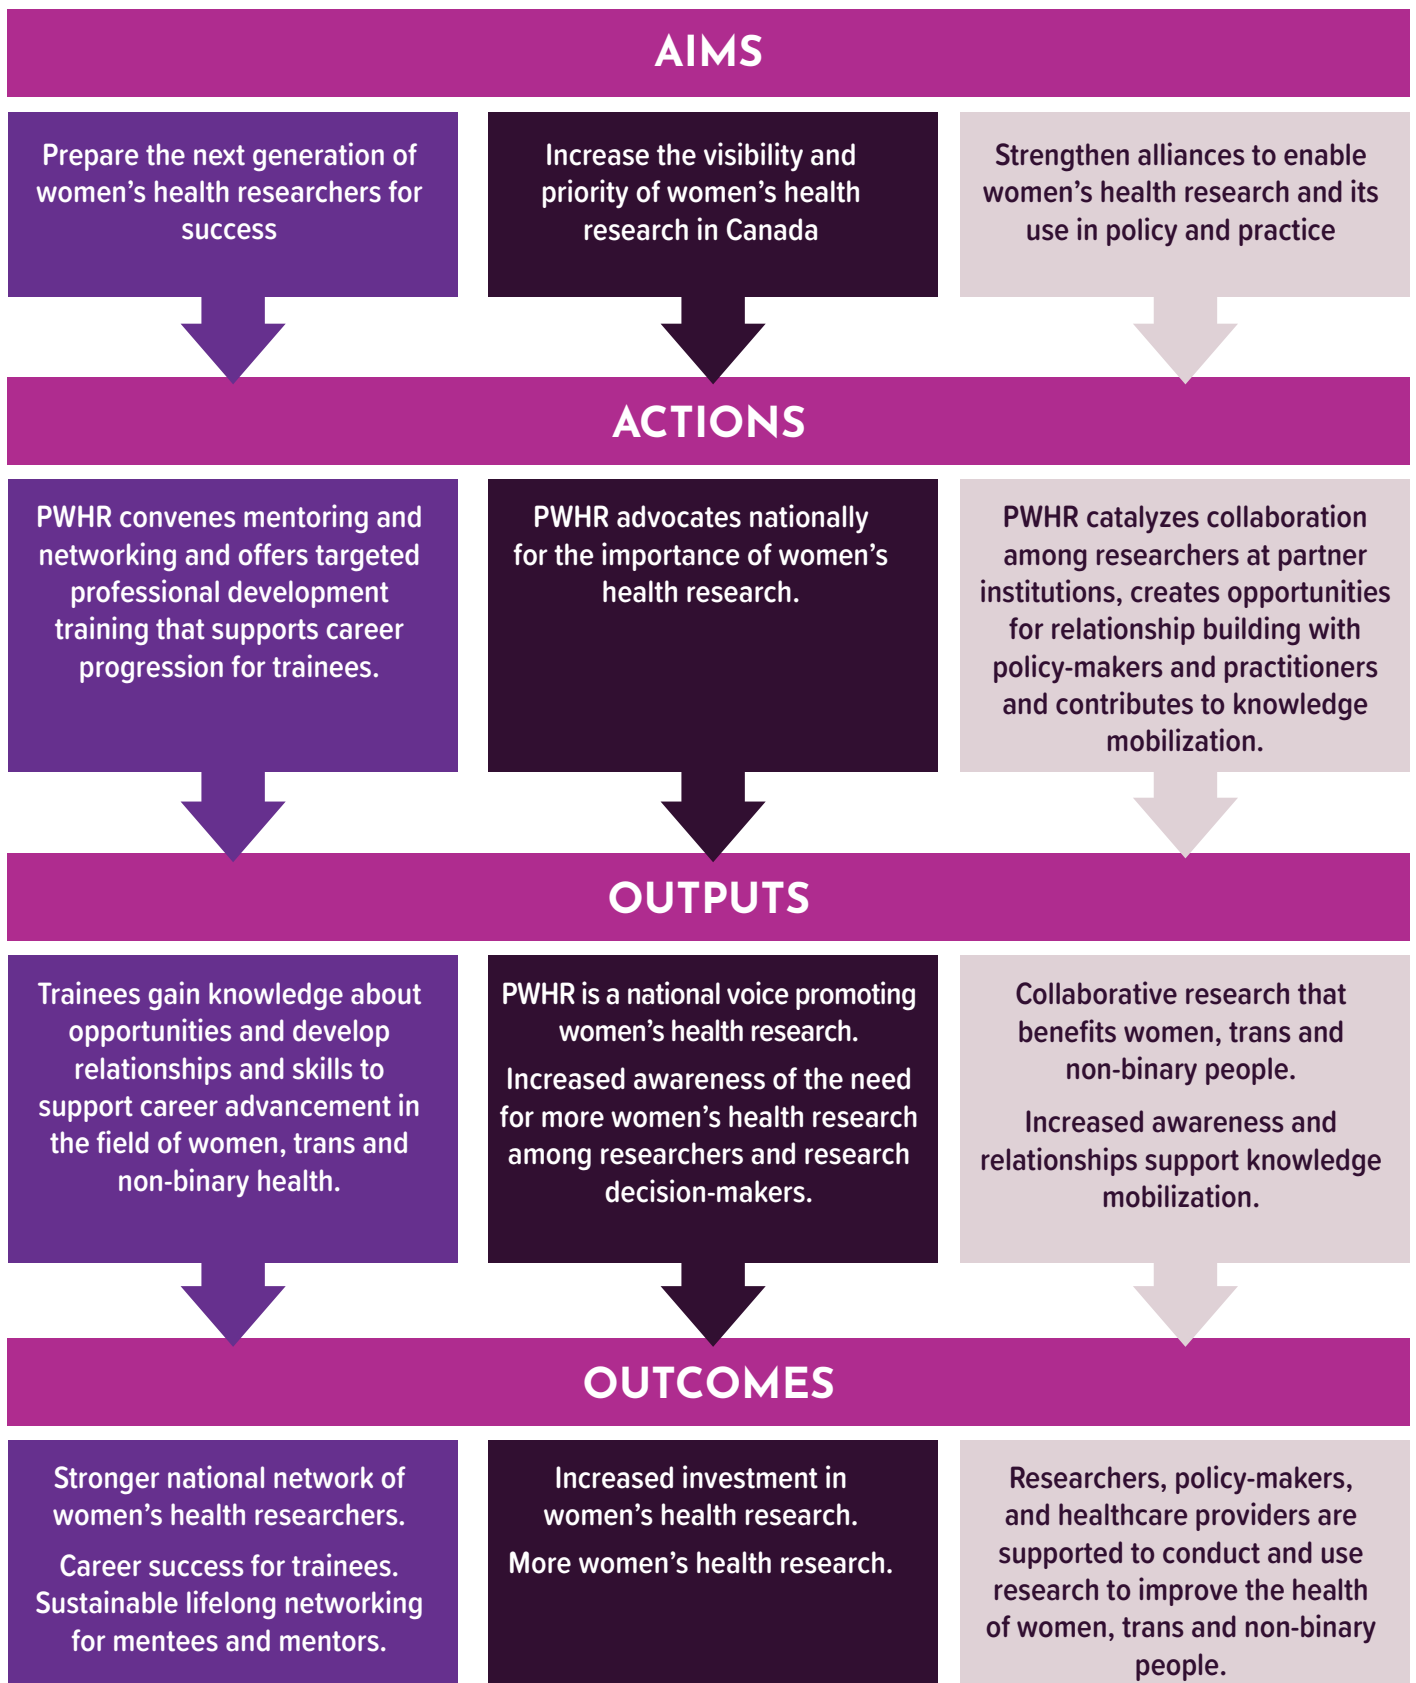 AIMS
Prepare the next generation of
women’s health researchers for
success
Increase the visibility and
priority of women’s health
research in Canada
Strengthen alliances to enable
women’s health research and its
use in policy and practice
ACTIONS
PWHR convenes mentoring and
networking and offers targeted
professional development
training that supports career
progression for trainees.
PWHR advocates nationally
for the importance of women’s
health research.
PWHR catalyzes collaboration
among researchers at partner
institutions, creates opportunities
for relationship building with
policy-makers and practitioners
and contributes to knowledge
mobilization.
OUTPUTS
Trainees gain knowledge about
opportunities and develop
relationships and skills to
support career advancement in
the field of women, trans and
non-binary health.
PWHR is a national voice promoting
women’s health research.
Increased awareness of the need
for more women’s health research
among researchers and research
decision-makers.
Collaborative research that
benefits women, trans and
non-binary people.
Increased awareness and
relationships support knowledge
mobilization.
OUTCOMES
Stronger national network of
women’s health researchers.
Career success for trainees.
Sustainable lifelong networking
for mentees and mentors.
Increased investment in
women’s health research.
More women’s health research.
Researchers, policy-makers,
and healthcare providers are
supported to conduct and use
research to improve the health
of women, trans and non-binary
people.